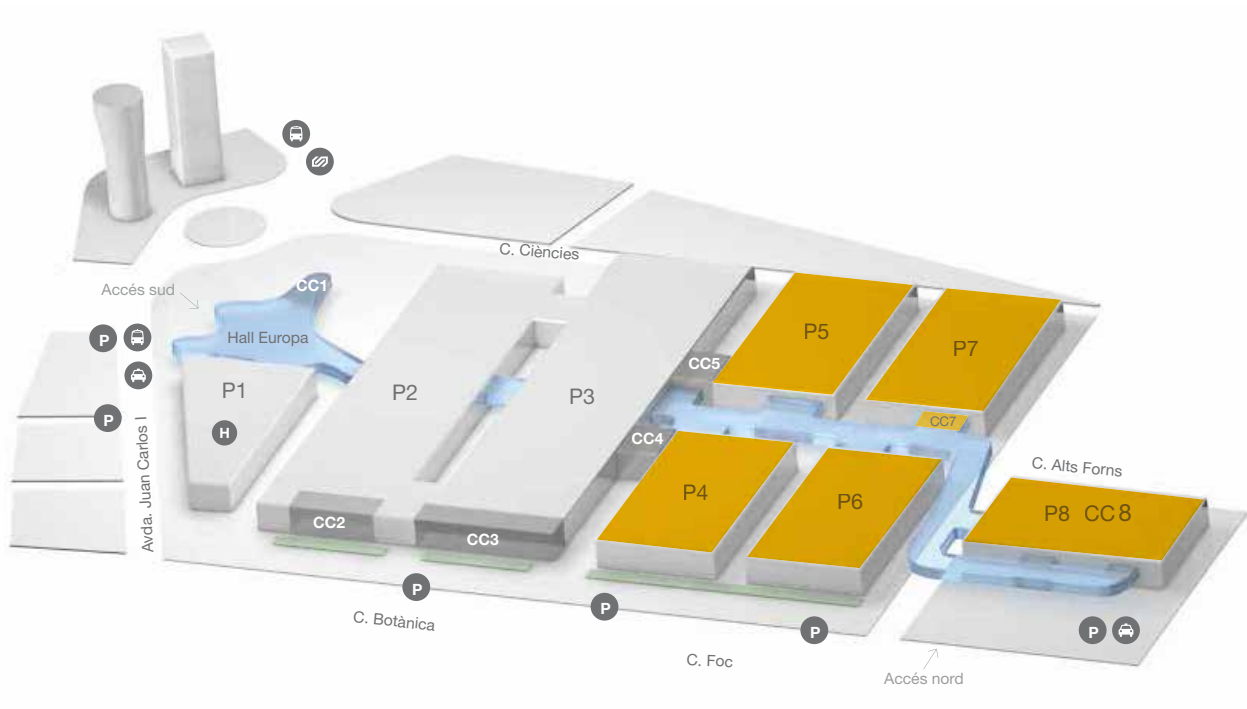 C. Ciències
CC1
Accés sud
Hall Europa
P
P
P1
H
P2
P3
CC5
P5
P7
CC7
CC4
P4
P6
Avda. Juan Carlos I
CC2
CC3
C. Alts Forns
P8 CC8
P
P
P
P
C. Botànica
C. Foc
Accés nord